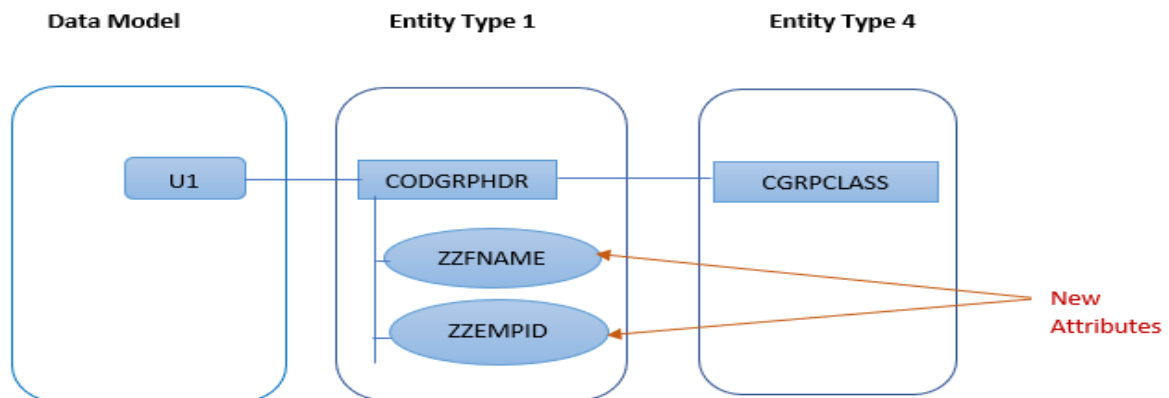 Data Model
Entity Type 1
Entity Type 4
U1
CODGRPHDR
CGRPCLASS
ZZFNAME
ZZEMPID
New
Attributes